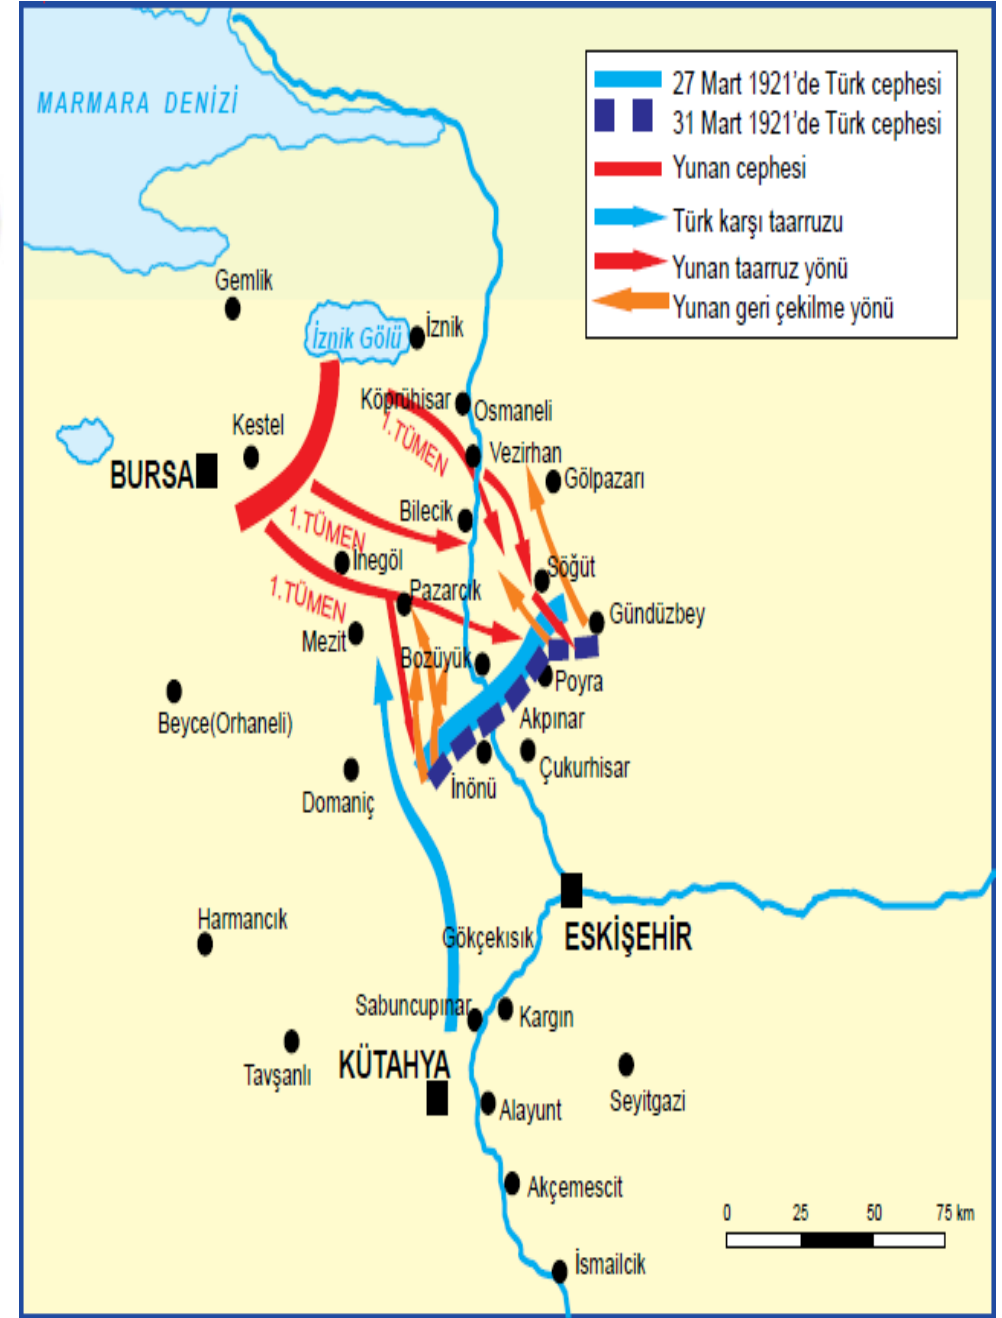 MARMARA DENİZİ
27 Mart 1921'de Türk cephesi
31 Mart 1921'de Türk cephesi
Yunan cephesi
Türk karşı taarruzu
Yunan taarruz yönü
Yunan geri çekilme yönü
Gemlik
İznik Gölü
İznik
Köprühisar
Osmaneli
1.TÜMEN
Kestel
Vezirhan
BURSA
Gölpazarı
Bilecik
1.TÜMEN
İnegöl
Söğüt
1.TÜMEN
Pazarcık
Gündüzbey
Mezit
Bozüyük
Poyra
Beyce(Orhaneli)
Akpınar
Çukurhisar
İnönü
Domaniç
Harmancık
Gökçekısık
ESKİŞEHİR
Sabuncupınar
Kargın
KÜTAHYA
Tavşanlı
Seyitgazi
Alayunt
Akçemescit
0 25 50 75 km
İsmailcik